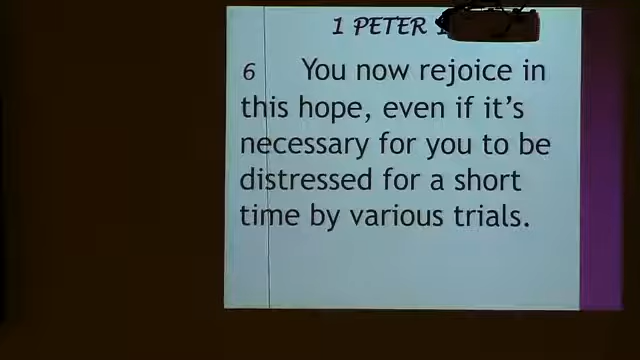 1 PETER 1
6 You now rejoice in
this hope, even if it's
necessary for you to be
distressed for a short
time by various trials.